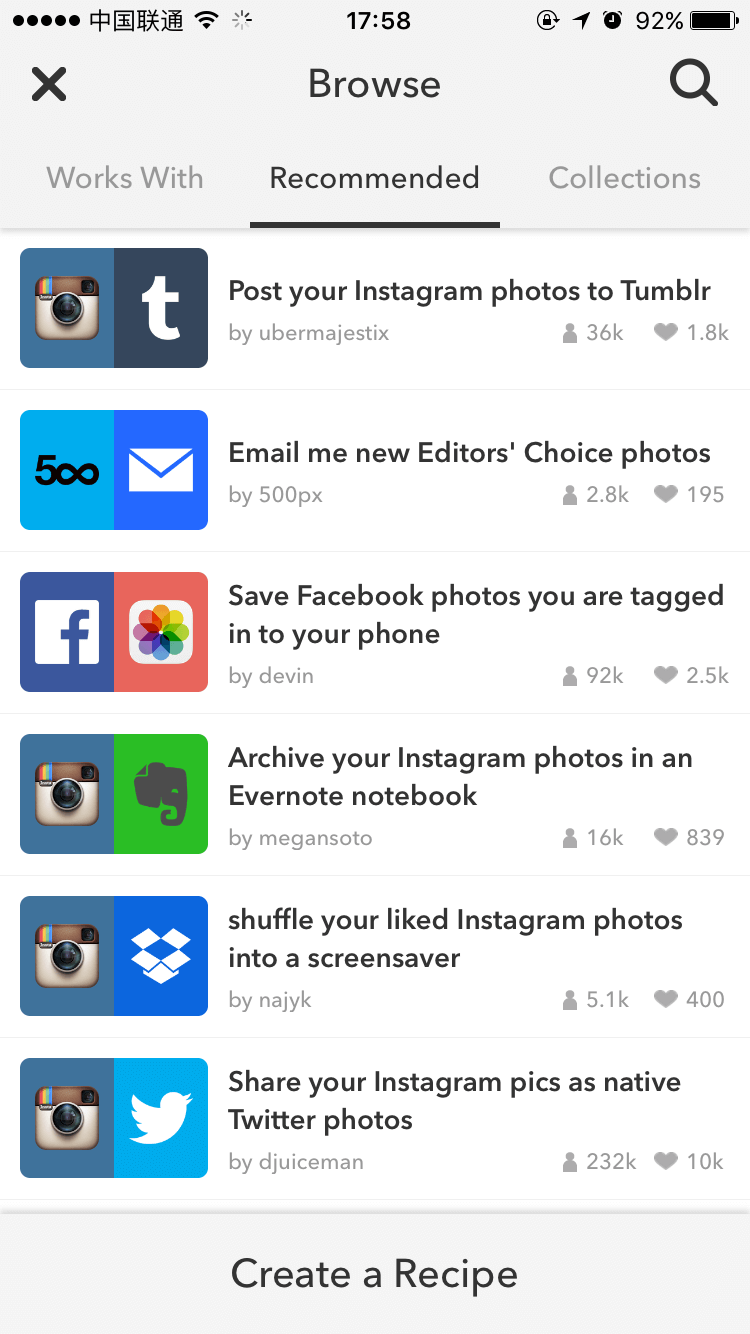 中国联通 17:58 92%
Browse
Works With Recommended Collections
Post your Instagram photos to Tumblr
by ubermajestix 36k 1.8k
500
Email me new Editors' Choice photos
by 500px 2.8k 195
Save Facebook photos you are tagged
in to your phone
by devin 92k 2.5k
Archive your Instagram photos in an
Evernote notebook
by megansoto 16k 839
shuffle your liked Instagram photos
into a screensaver
by najyk 5.1k 400
Share your Instagram pics as native
Twitter photos
by djuiceman 232k 10k
Create a Recipe